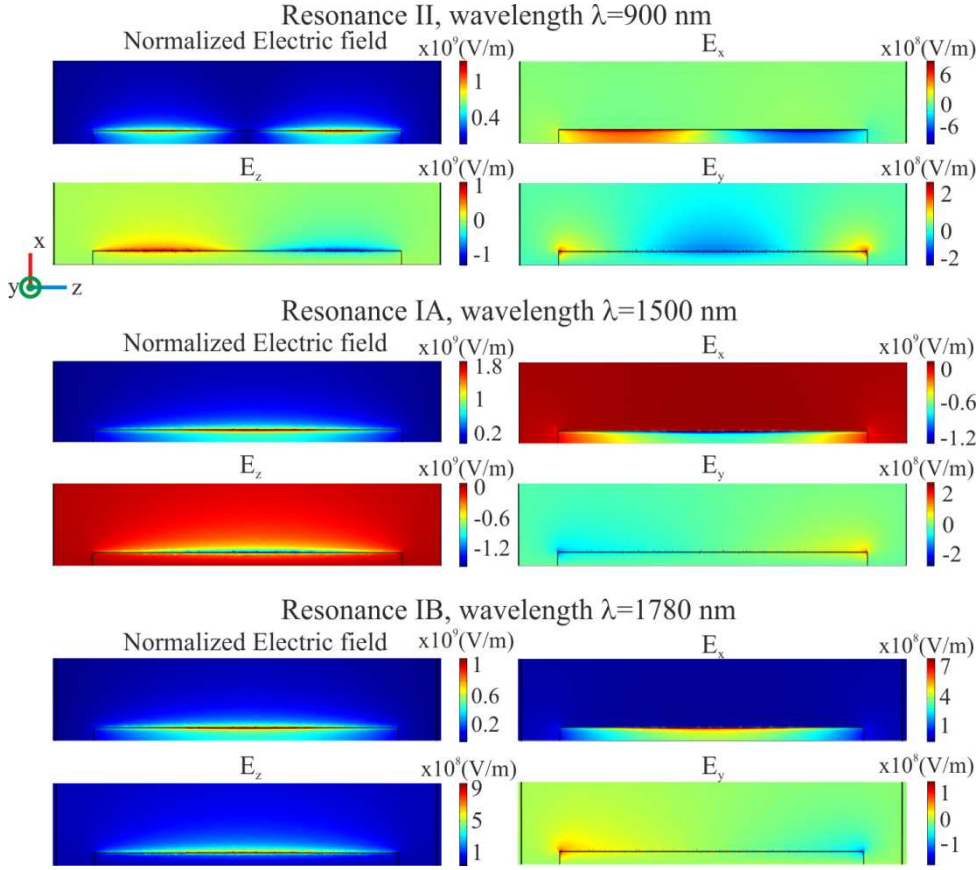 Resonance II, wavelength λ=900 nm
Normalized Electric field x10⁹(V/m)
1
0.4
Eₓ x10⁸(V/m)
6
0
-6
E_z x10⁹(V/m)
1
0
-1
E_y x10⁸(V/m)
2
0
-2
x
y z
Resonance IA, wavelength λ=1500 nm
Normalized Electric field x10⁹(V/m)
1.8
1
0.2
Eₓ x10⁹(V/m)
0
-0.6
-1.2
E_z x10⁹(V/m)
0
-0.6
-1.2
E_y x10⁸(V/m)
2
0
-2
Resonance IB, wavelength λ=1780 nm
Normalized Electric field x10⁹(V/m)
1
0.6
0.2
Eₓ x10⁸(V/m)
7
4
1
E_z x10⁸(V/m)
9
5
1
E_y x10⁸(V/m)
1
0
-1